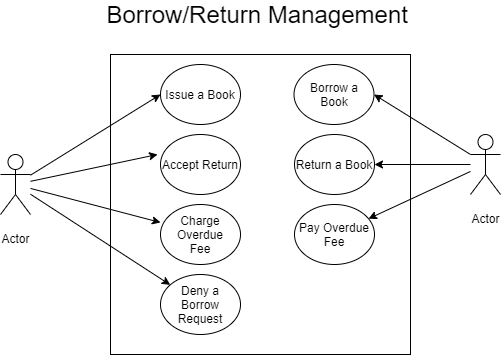 Borrow/Return Management
Issue a Book
Borrow a
Book
Accept Return
Return a Book
Actor
Actor
Charge
Overdue
Fee
Pay Overdue
Fee
Deny a
Borrow
Request